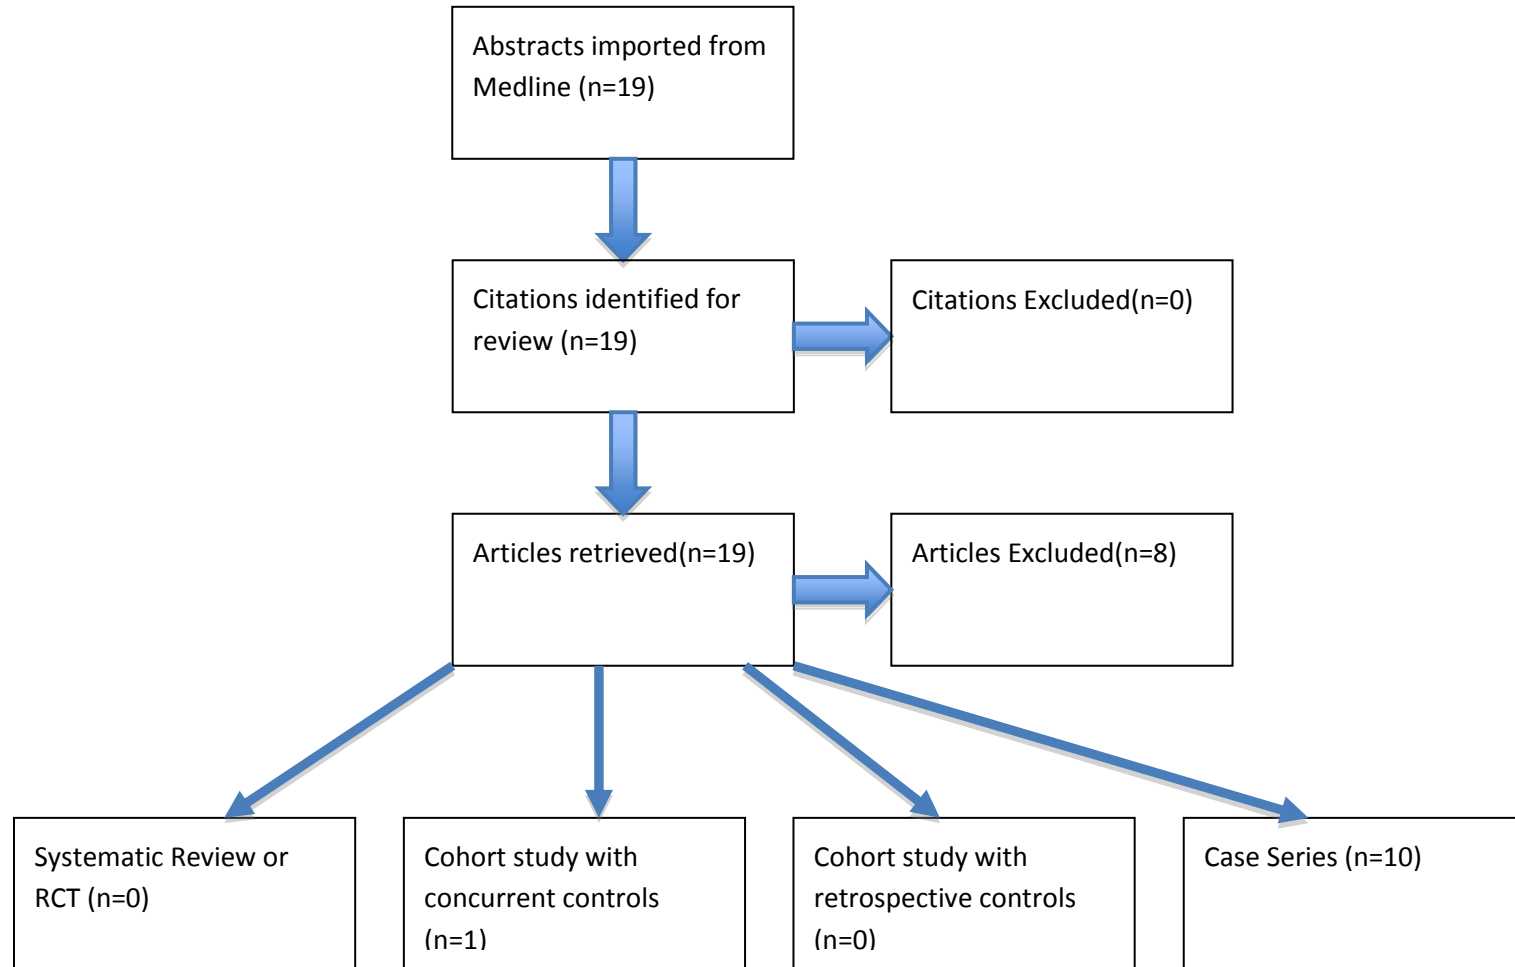 Abstracts imported from
Medline (n=19)
Citations identified for
review (n=19)
Citations Excluded(n=0)
Articles retrieved(n=19)
Articles Excluded(n=8)
Systematic Review or
RCT (n=0)
Cohort study with
concurrent controls
(n=1)
Cohort study with
retrospective controls
(n=0)
Case Series (n=10)